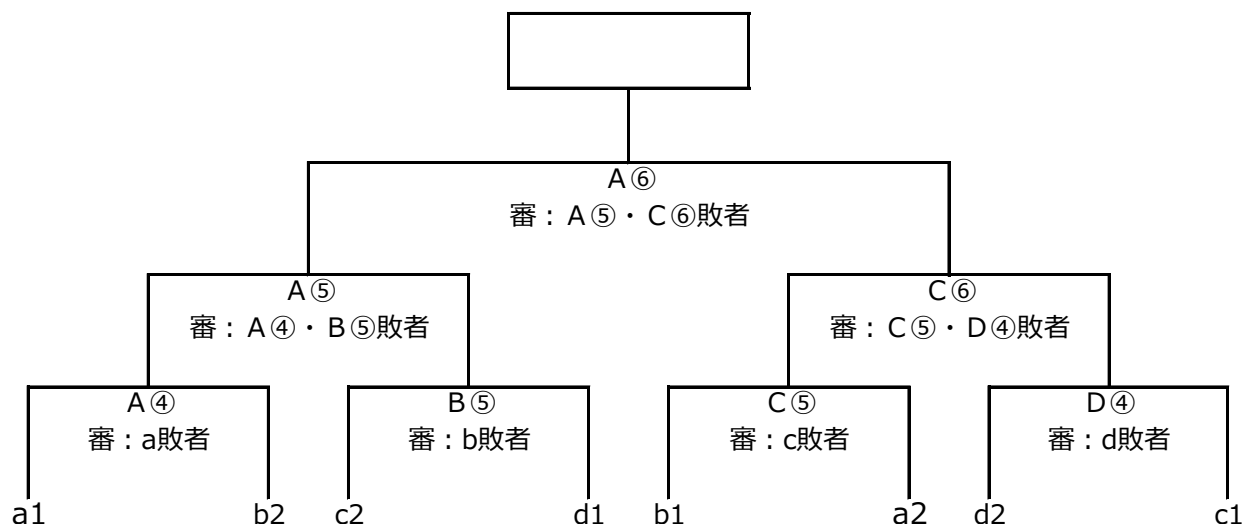 A⑥
審：A⑤・C⑥敗者
A⑤
審：A④・B⑤敗者
C⑥
審：C⑤・D④敗者
A④
審：a敗者
B⑤
審：b敗者
C⑤
審：c敗者
D④
審：d敗者
a1
b2
c2
d1
b1
a2
d2
c1